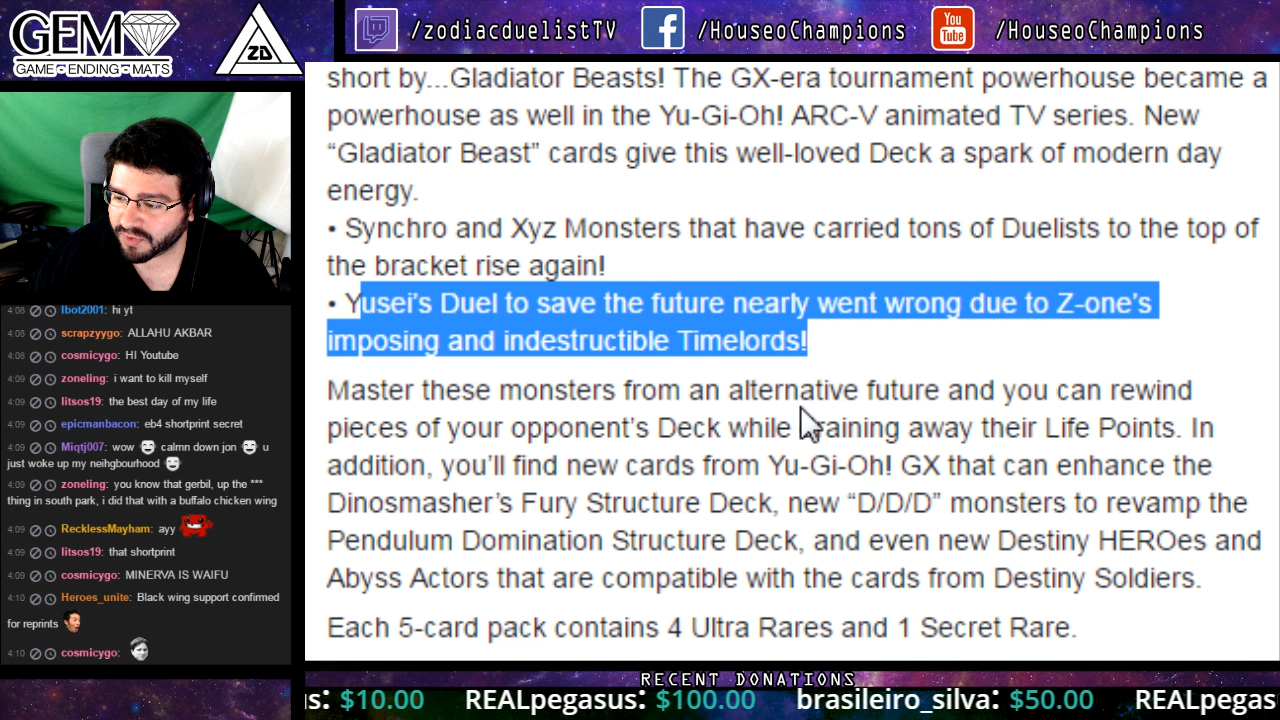 GEM
GAME-ENDING-MATS
ZD
/zodiacduelistTV
/HouseoChampions
You
Tube
/HouseoChampions
short by...Gladiator Beasts! The GX-era tournament powerhouse became a
powerhouse as well in the Yu-Gi-Oh! ARC-V animated TV series. New
“Gladiator Beast” cards give this well-loved Deck a spark of modern day
energy.
• Synchro and Xyz Monsters that have carried tons of Duelists to the top of
the bracket rise again!
• Yusei’s Duel to save the future nearly went wrong due to Z-one’s
imposing and indestructible Timelords!
Master these monsters from an alternative future and you can rewind
pieces of your opponent’s Deck while draining away their Life Points. In
addition, you’ll find new cards from Yu-Gi-Oh! GX that can enhance the
Dinosmasher’s Fury Structure Deck, new “D/D/D” monsters to revamp the
Pendulum Domination Structure Deck, and even new Destiny HEROes and
Abyss Actors that are compatible with the cards from Destiny Soldiers.
Each 5-card pack contains 4 Ultra Rares and 1 Secret Rare.
4:08 lbot2001: hi yt
4:08 scrapzyygo: ALLAHU AKBAR
4:08 cosmicygo: HI Youtube
4:09 zoneling: i want to kill myself
4:09 litsos19: the best day of my life
4:09 epicmanbacon: eb4 shortprint secret
4:09 Miqtj007: wow calmn down jon u
just woke up my neihgbourhood
4:09 zoneling: you know that gerbil, up the ***
thing in south park, i did that with a buffalo chicken wing
4:09 RecklessMayham: ayy
4:09 litsos19: that shortprint
4:09 cosmicygo: MINERVA IS WAIFU
4:10 Heroes_unite: Black wing support confirmed
for reprints
4:10 cosmicygo:
RECENT DONATIONS
us: $10.00 REALpegasus: $100.00 brasileiro_silva: $50.00 REALpegas